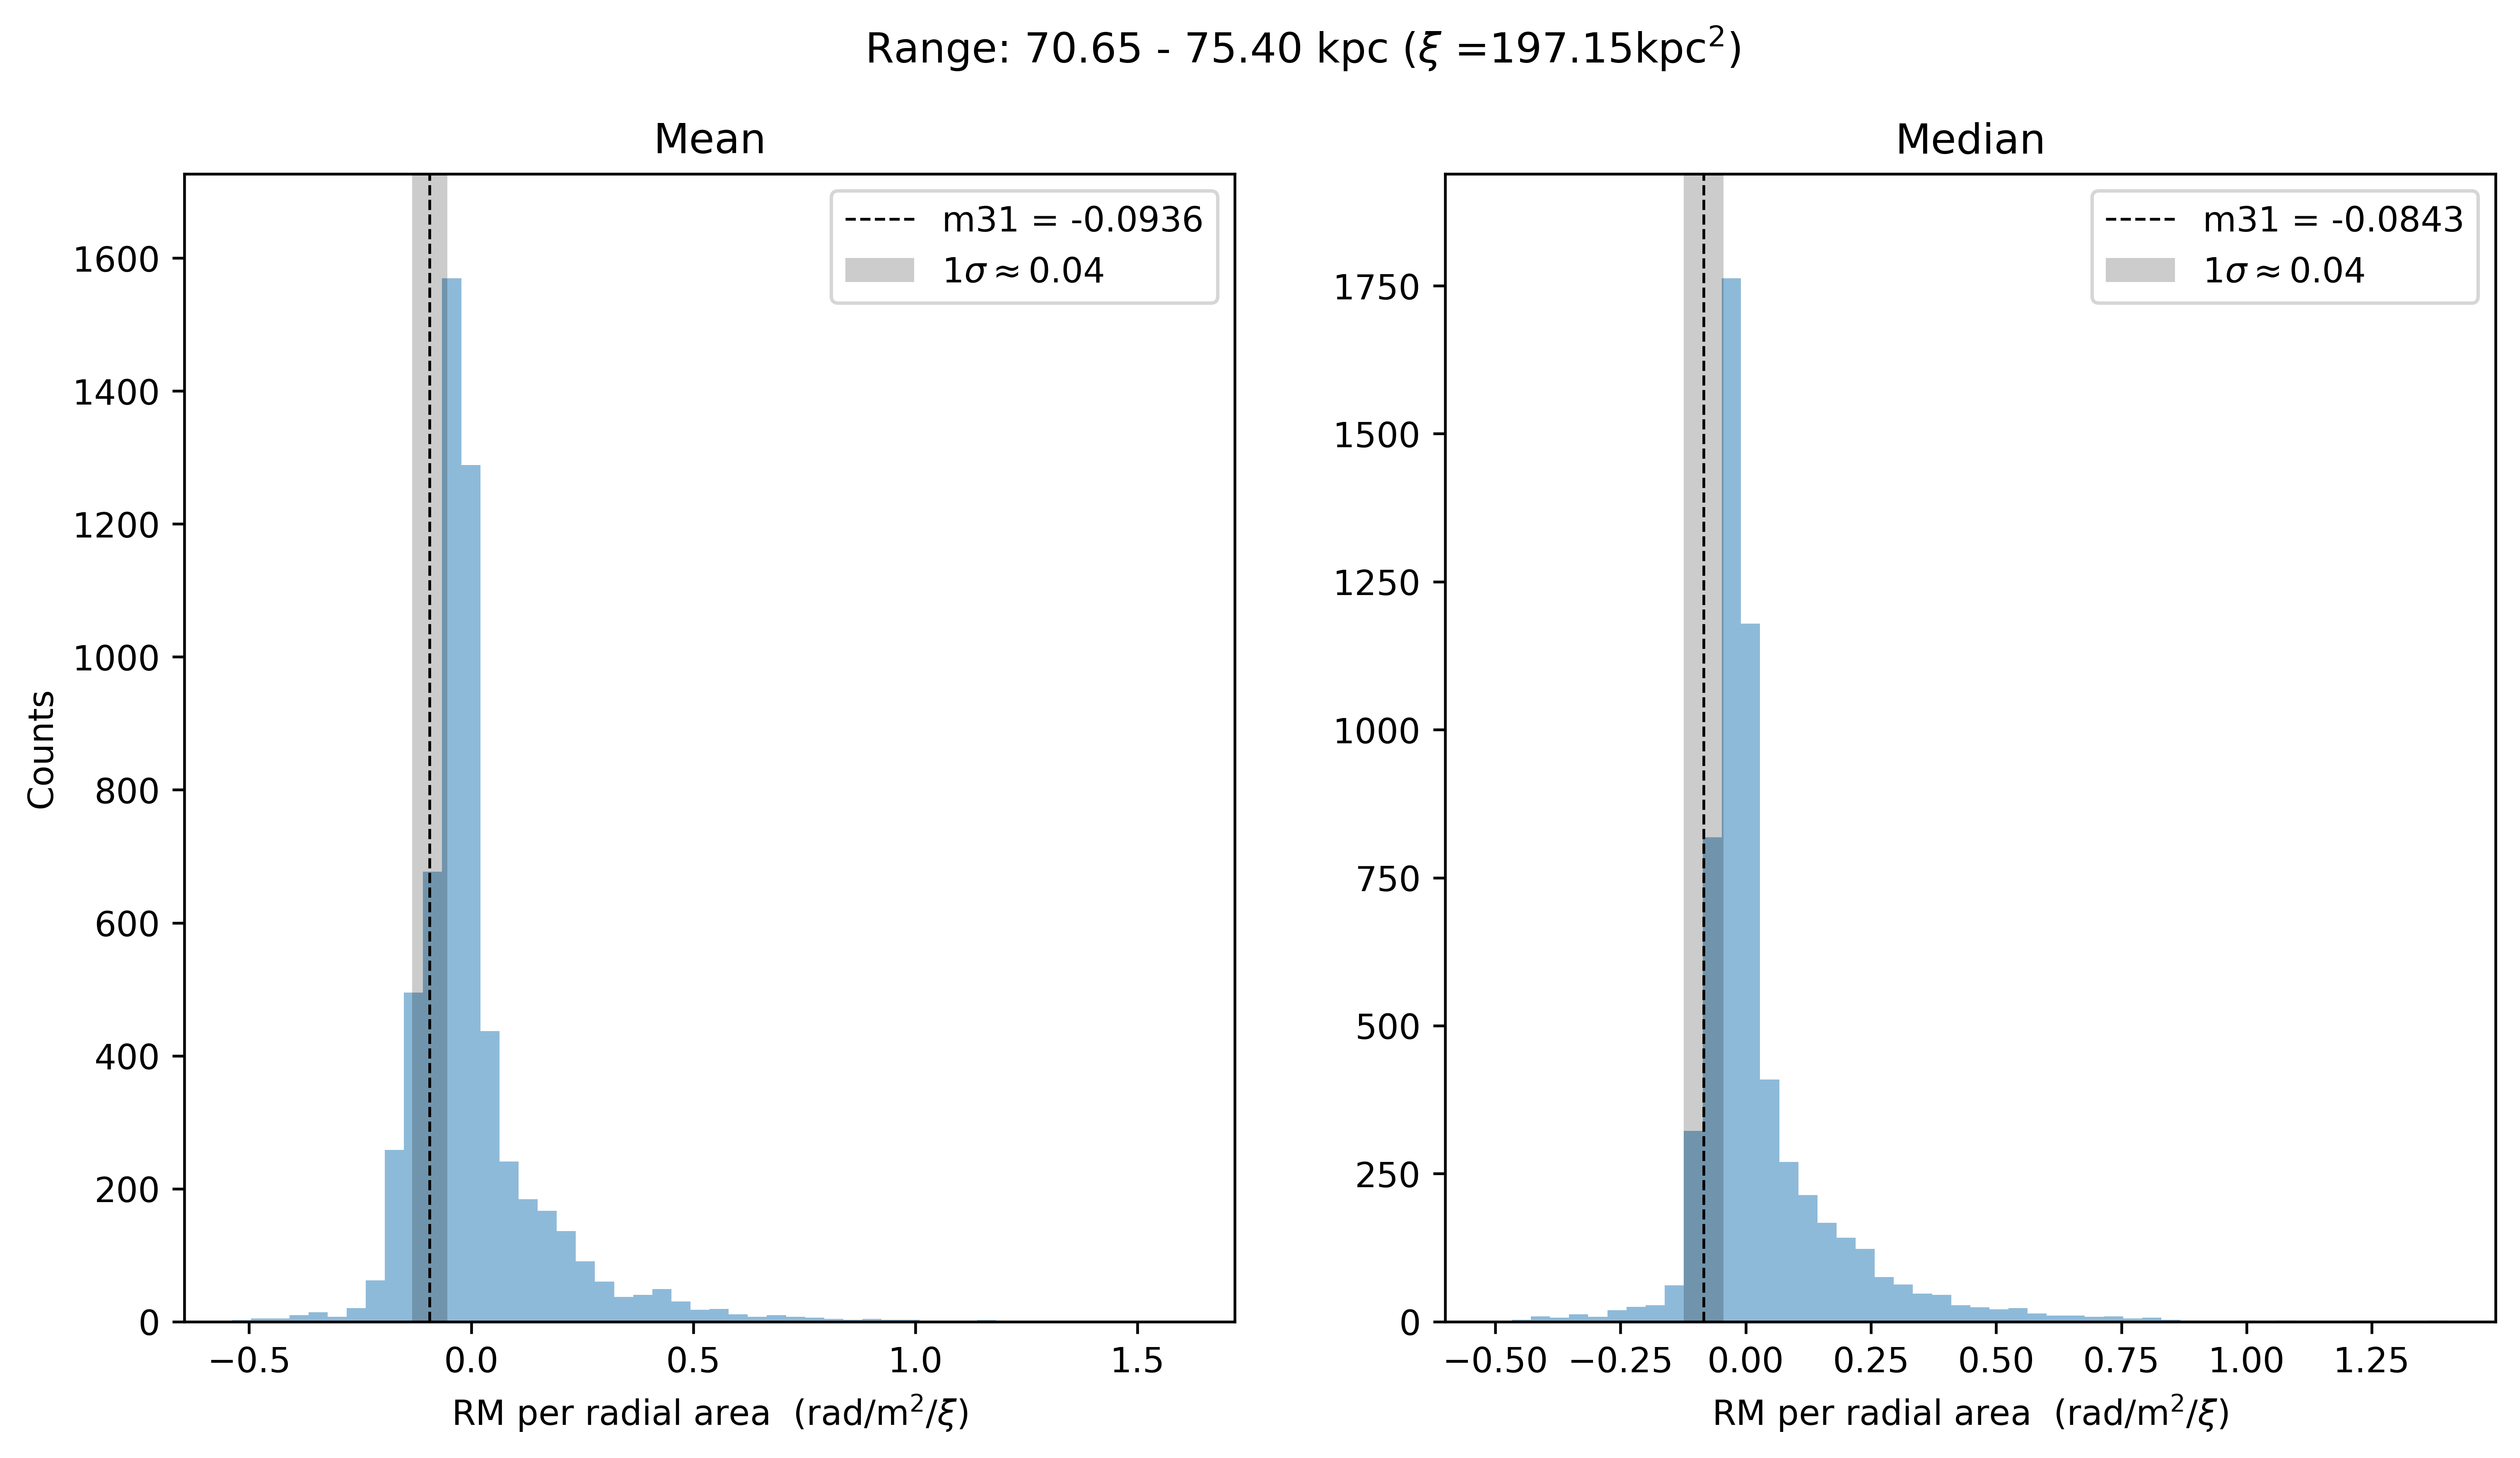 Range: 70.65 - 75.40 kpc (ξ =197.15kpc²)
Mean
m31 = -0.0936
1σ ≈ 0.04
1600
1400
1200
1000
800
600
400
200
0
Counts
−0.5 0.0 0.5 1.0 1.5
RM per radial area (rad/m²/ξ)
Median
m31 = -0.0843
1σ ≈ 0.04
1750
1500
1250
1000
750
500
250
0
−0.50 −0.25 0.00 0.25 0.50 0.75 1.00 1.25
RM per radial area (rad/m²/ξ)